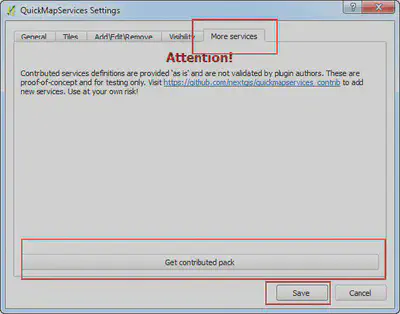 QuickMapServices Settings
General Tiles Add\Edit\Remove Visibility More services
Attention!
Contributed services definitions are provided 'as is' and are not validated by plugin authors. These are
proof-of-concept and for testing only. Visit https://github.com/nextgis/quickmapservices_contrib to add
new services. Use at your own risk!
Get contributed pack
Save Cancel